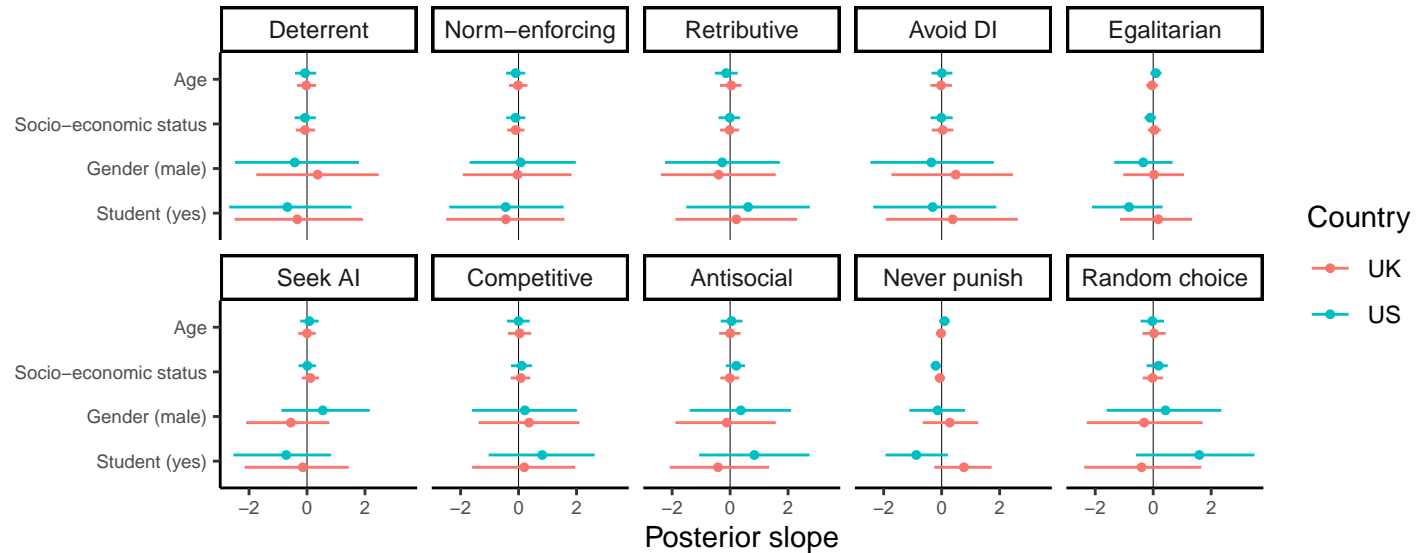 Deterrent Norm−enforcing Retributive Avoid DI Egalitarian
Age
Socio−economic status
Gender (male)
Student (yes)
Seek AI Competitive Antisocial Never punish Random choice
Age
Socio−economic status
Gender (male)
Student (yes)
−2 0 2 −2 0 2 −2 0 2 −2 0 2 −2 0 2
Posterior slope
Country
UK
US